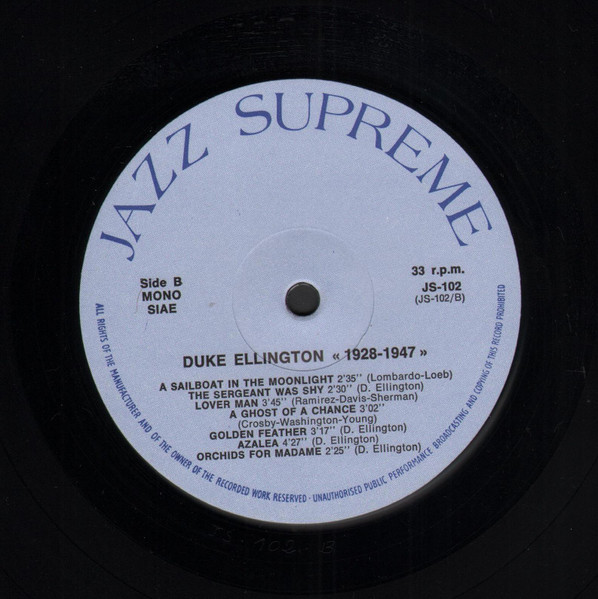 JAZZ SUPREME
Side B
MONO
SIAE
33 r.p.m.
JS-102
(JS-102/B)
DUKE ELLINGTON « 1928-1947 »
A SAILBOAT IN THE MOONLIGHT 2'35'' (Lombardo-Loeb)
THE SERGEANT WAS SHY 2'30'' (D. Ellington)
LOVER MAN 3'45'' (Ramirez-Davis-Sherman)
A GHOST OF A CHANCE 3'02''
(Crosby-Washington-Young)
GOLDEN FEATHER 3'17'' (D. Ellington)
AZALEA 4'27'' (D. Ellington)
ORCHIDS FOR MADAME 2'25'' (D. Ellington)
ALL RIGHTS OF THE MANUFACTURER AND OF THE OWNER OF THE RECORDED WORK RESERVED · UNAUTHORISED PUBLIC PERFORMANCE BROADCASTING AND COPYING OF THIS RECORD PROHIBITED
JS-102-B